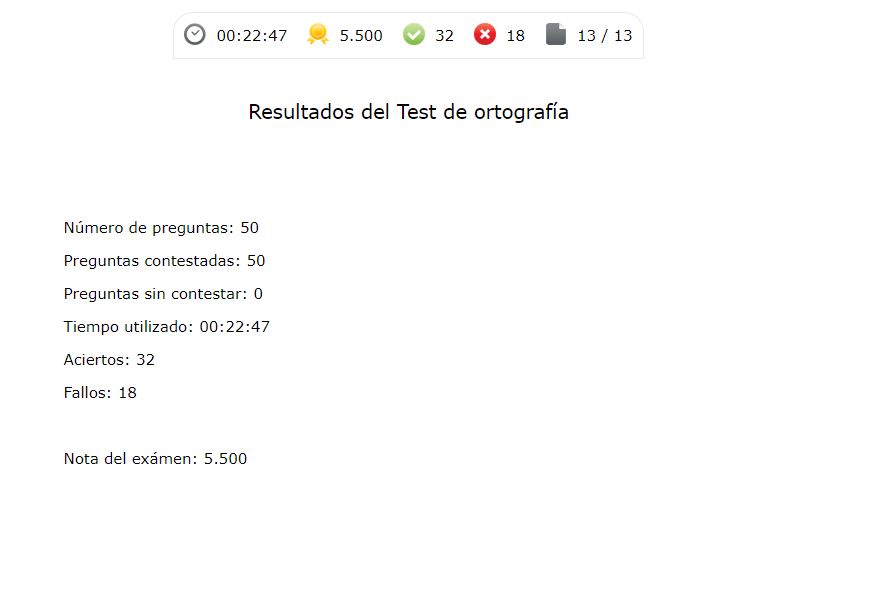 00:22:47 5.500 32 18 13 / 13
Resultados del Test de ortografía
Número de preguntas: 50
Preguntas contestadas: 50
Preguntas sin contestar: 0
Tiempo utilizado: 00:22:47
Aciertos: 32
Fallos: 18
Nota del exámen: 5.500